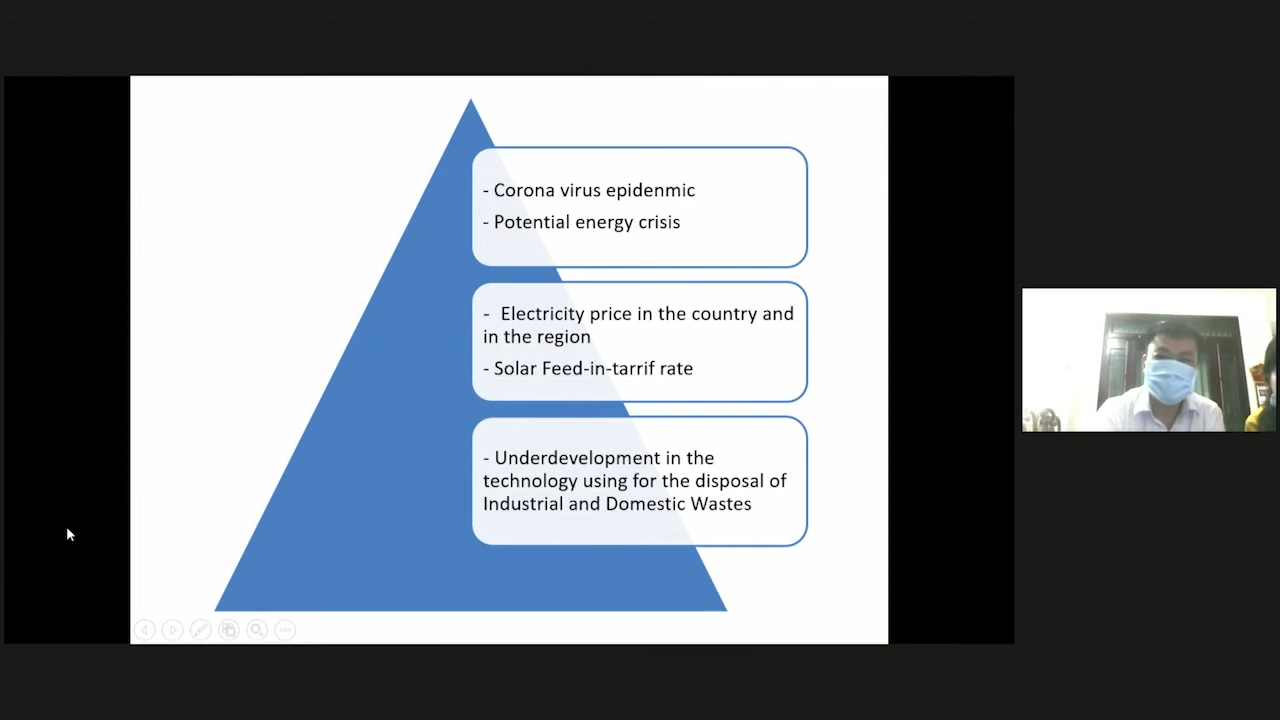 - Corona virus epidenmic
- Potential energy crisis
- Electricity price in the country and
in the region
- Solar Feed-in-tarrif rate
- Underdevelopment in the
technology using for the disposal of
Industrial and Domestic Wastes